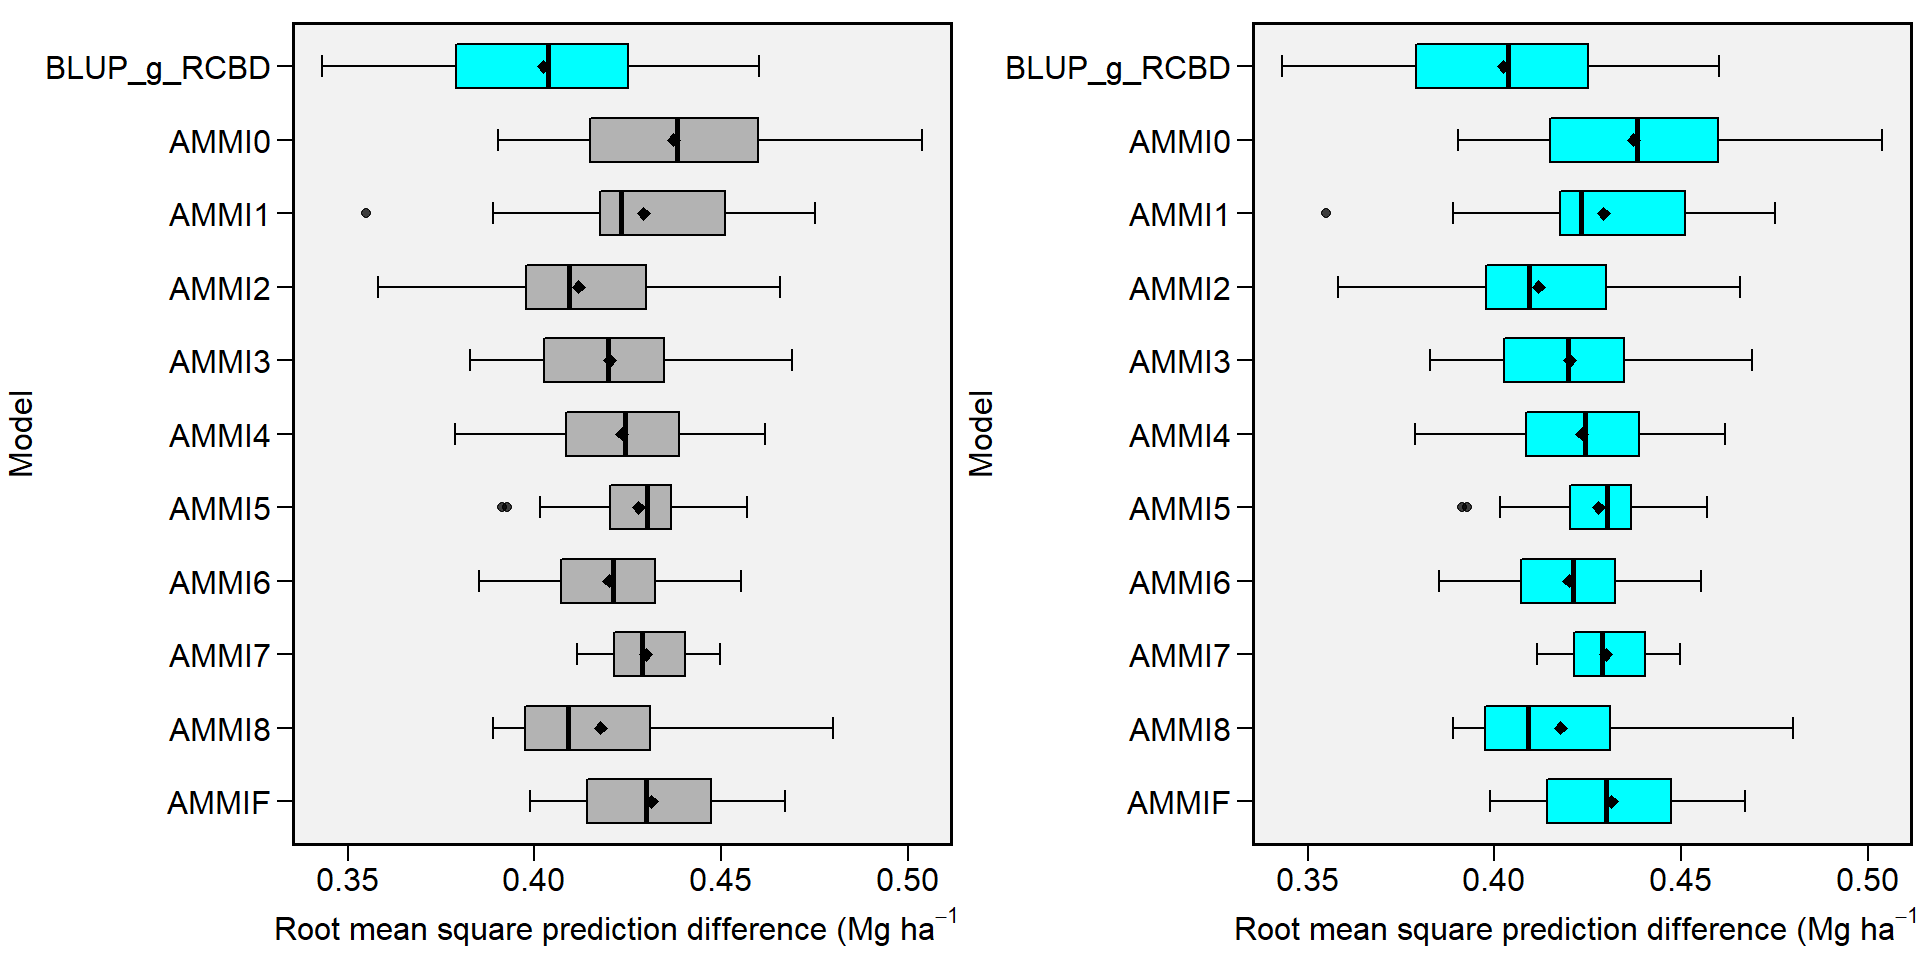 Model
BLUP_g_RCBD
AMMI0
AMMI1
AMMI2
AMMI3
AMMI4
AMMI5
AMMI6
AMMI7
AMMI8
AMMIF
0.35 0.40 0.45 0.50
Root mean square prediction difference (Mg ha⁻¹
Model
BLUP_g_RCBD
AMMI0
AMMI1
AMMI2
AMMI3
AMMI4
AMMI5
AMMI6
AMMI7
AMMI8
AMMIF
0.35 0.40 0.45 0.50
Root mean square prediction difference (Mg ha⁻¹